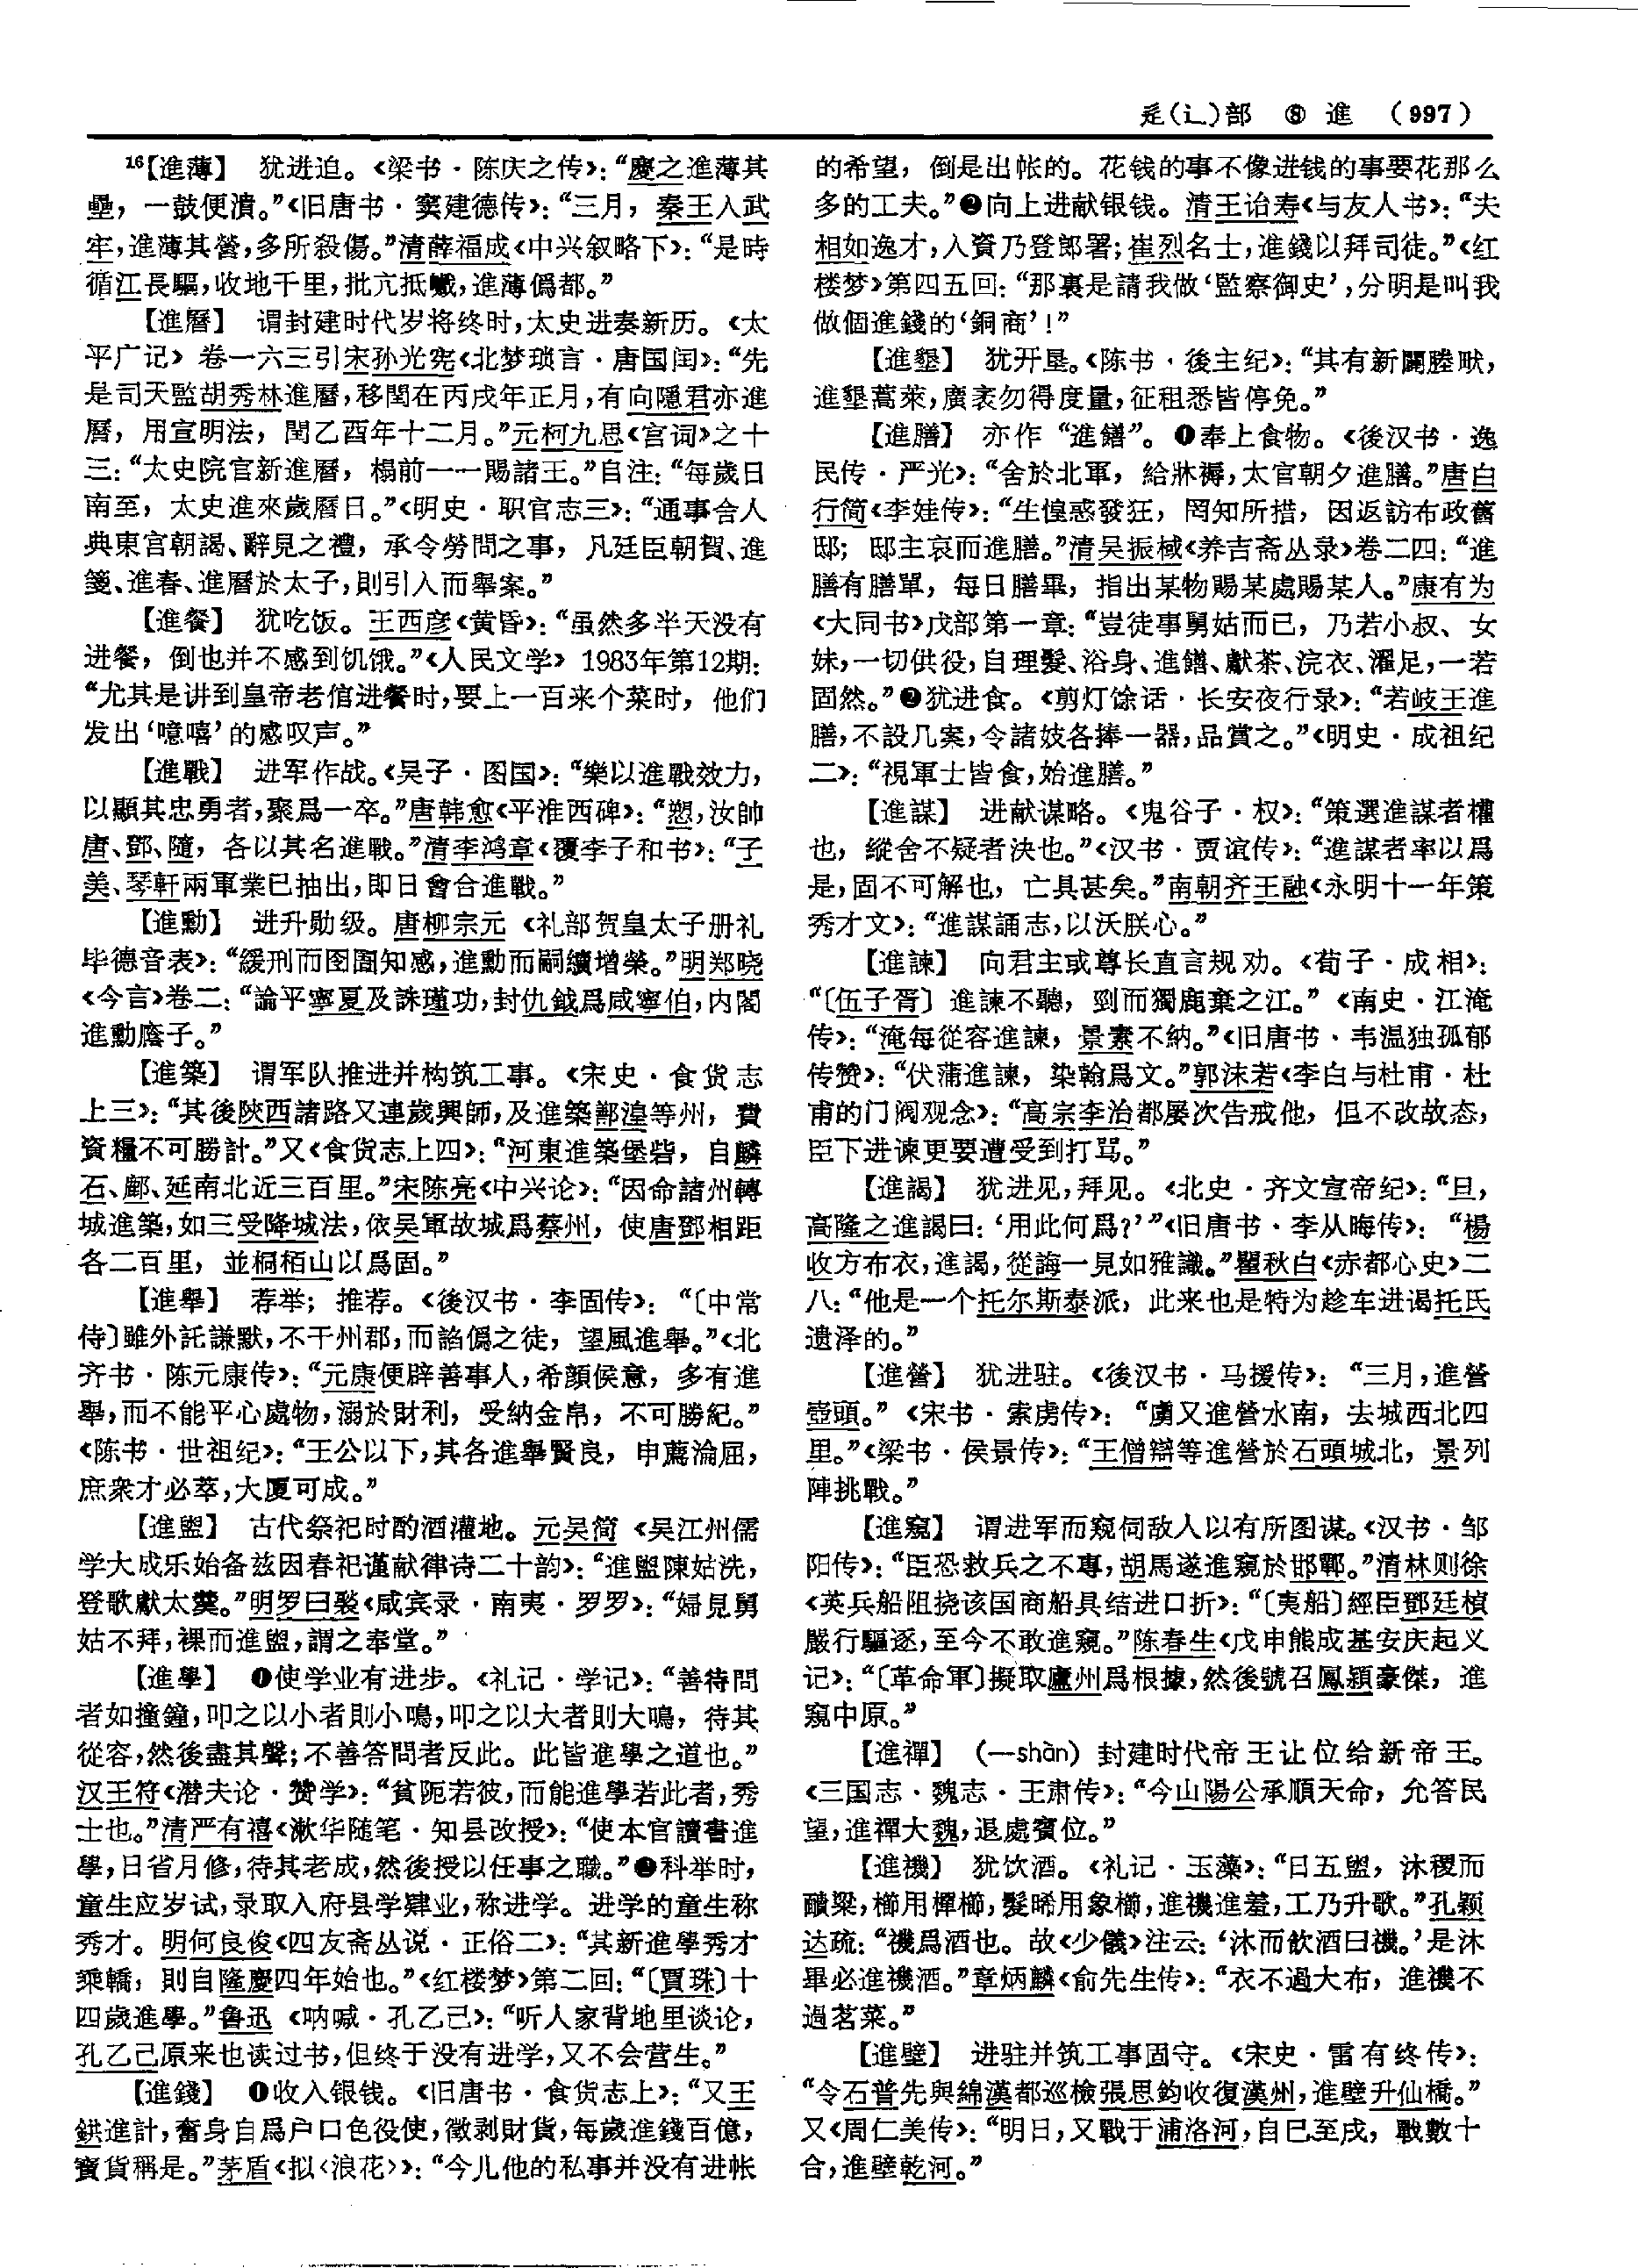 辵(辶)部　⑧　進　(997)
16【進薄】　犹进迫。《梁书·陈庆之传》：“慶之進薄其
壘，一鼓便潰。”《旧唐书·窦建德传》：“三月，秦王入武
牢，進薄其營，多所殺傷。”清薛福成《中兴叙略下》：“是時
循江長驅，收地千里，批亢抵巇，進薄僞都。”
【進曆】　谓封建时代岁将终时，太史进奏新历。《太
平广记》卷一六三引宋孙光宪《北梦琐言·唐国闰》：“先
是司天監胡秀林進曆，移閏在丙戌年正月，有向隱君亦進
曆，用宣明法，閏乙酉年十二月。”元柯九思《宫词》之十
三：“太史院官新進曆，榻前一一賜諸王。”自注：“每歲日
南至，太史進來歲曆日。”《明史·职官志三》：“通事舍人
典東宫朝謁、辭見之禮，承令勞問之事，凡廷臣朝賀、進
箋、進春、進曆於太子，則引入而舉案。”
【進餐】　犹吃饭。王西彦《黄昏》：“虽然多半天没有
进餐，倒也并不感到饥饿。”《人民文学》1983年第12期：
“尤其是讲到皇帝老倌进餐时，要上一百来个菜时，他们
发出‘噫嘻’的感叹声。”
【進戰】　进军作战。《吴子·图国》：“樂以進戰效力，
以顯其忠勇者，聚爲一卒。”唐韩愈《平淮西碑》：“愬，汝帥
唐、鄧、隨，各以其名進戰。”清李鸿章《覆李子和书》：“子
美、琴軒兩軍業已抽出，即日會合進戰。”
【進勳】　进升勋级。唐柳宗元《礼部贺皇太子册礼
毕德音表》：“緩刑而囹圄知感，進勳而嗣續增榮。”明郑晓
《今言》卷二：“論平寧夏及誅瑾功，封仇鉞爲咸寧伯，内閣
進勳廕子。”
【進築】　谓军队推进并构筑工事。《宋史·食货志
上三》：“其後陝西諸路又連歲興師，及進築鄯湟等州，費
資糧不可勝計。”又《食货志上四》：“河東進築堡砦，自麟
石、鄜、延南北近三百里。”宋陈亮《中兴论》：“因命諸州轉
城進築，如三受降城法，依吴軍故城爲蔡州，使唐鄧相距
各二百里，並桐栢山以爲固。”
【進舉】　荐举；推荐。《後汉书·李固传》：“〔中常
侍〕雖外託謙默，不干州郡，而諂僞之徒，望風進舉。”《北
齐书·陈元康传》：“元康便辟善事人，希顔候意，多有進
舉，而不能平心處物，溺於財利，受納金帛，不可勝紀。”
《陈书·世祖纪》：“王公以下，其各進舉賢良，申薦淪屈，
庶衆才必萃，大厦可成。”
【進盥】　古代祭祀时酌酒灌地。元吴简《吴江州儒
学大成乐始备兹因春祀谨献律诗二十韵》：“進盥陳姑洗，
登歌獻太羹。”明罗曰褧《咸宾录·南夷·罗罗》：“婦見舅
姑不拜，裸而進盥，謂之奉堂。”
【進學】　❶使学业有进步。《礼记·学记》：“善待問
者如撞鐘，叩之以小者則小鳴，叩之以大者則大鳴，待其
從容，然後盡其聲；不善答問者反此。此皆進學之道也。”
汉王符《潜夫论·赞学》：“貧阨若彼，而能進學若此者，秀
士也。”清严有禧《漱华随笔·知县改授》：“使本官讀書進
學，日省月修，待其老成，然後授以任事之職。”❷科举时，
童生应岁试，录取入府县学肄业，称进学。进学的童生称
秀才。明何良俊《四友斋丛说·正俗二》：“其新進學秀才
乘轎，則自隆慶四年始也。”《红楼梦》第二回：“〔賈珠〕十
四歲進學。”鲁迅《呐喊·孔乙己》：“听人家背地里谈论，
孔乙己原来也读过书，但终于没有进学，又不会营生。”
【進錢】　❶收入银钱。《旧唐书·食货志上》：“又王
鉷進計，奮身自爲户口色役使，徵剥財貨，每歲進錢百億，
寳貨稱是。”茅盾《拟〈浪花〉》：“今儿他的私事并没有进帐
的希望，倒是出帐的。花钱的事不像进钱的事要花那么
多的工夫。”❷向上进献银钱。清王诒寿《与友人书》：“夫
相如逸才，入資乃登郎署；崔烈名士，進錢以拜司徒。”《红
楼梦》第四五回：“那裏是請我做‘監察御史’，分明是叫我
做個進錢的‘銅商’！”
【進墾】　犹开垦。《陈书·後主纪》：“其有新闢塍畎，
進墾蒿萊，廣袤勿得度量，征租悉皆停免。”
【進膳】　亦作“進饍”。❶奉上食物。《後汉书·逸
民传·严光》：“舍於北軍，給牀褥，太官朝夕進膳。”唐白
行简《李娃传》：“生惶惑發狂，罔知所措，因返訪布政舊
邸；邸主哀而進膳。”清吴振棫《养吉斋丛录》卷二四：“進
膳有膳單，每日膳畢，指出某物賜某處賜某人。”康有为
《大同书》戊部第一章：“豈徒事舅姑而已，乃若小叔、女
妹，一切供役，自理髮、浴身、進饍、獻茶、浣衣、濯足，一若
固然。”❷犹进食。《剪灯馀话·长安夜行录》：“若岐王進
膳，不設几案，令諸妓各捧一器，品嘗之。”《明史·成祖纪
二》：“視軍士皆食，始進膳。”
【進謀】　进献谋略。《鬼谷子·权》：“策選進謀者權
也，縱舍不疑者決也。”《汉书·贾谊传》：“進謀者率以爲
是，固不可解也，亡具甚矣。”南朝齐王融《永明十一年策
秀才文》：“進謀誦志，以沃朕心。”
【進諫】　向君主或尊长直言规劝。《荀子·成相》：
“〔伍子胥〕進諫不聽，剄而獨鹿棄之江。”《南史·江淹
传》：“淹每從容進諫，景素不納。”《旧唐书·韦温独孤郁
传赞》：“伏蒲進諫，染翰爲文。”郭沫若《李白与杜甫·杜
甫的门阀观念》：“高宗李治都屡次告戒他，但不改故态，
臣下进谏更要遭受到打骂。”
【進謁】　犹进见，拜见。《北史·齐文宣帝纪》：“旦，
高隆之進謁曰：‘用此何爲？’”《旧唐书·李从晦传》：“楊
收方布衣，進謁，從誨一見如雅識。”瞿秋白《赤都心史》二
八：“他是一个托尔斯泰派，此来也是特为趁车进谒托氏
遗泽的。”
【進營】　犹进驻。《後汉书·马援传》：“三月，進營
壺頭。”《宋书·索虏传》：“虜又進營水南，去城西北四
里。”《梁书·侯景传》：“王僧辯等進營於石頭城北，景列
陣挑戰。”
【進窺】　谓进军而窥伺敌人以有所图谋。《汉书·邹
阳传》：“臣恐救兵之不專，胡馬遂進窺於邯鄲。”清林则徐
《英兵船阻挠该国商船具结进口折》：“〔夷船〕經臣鄧廷楨
嚴行驅逐，至今不敢進窺。”陈春生《戊申熊成基安庆起义
记》：“〔革命軍〕擬取廬州爲根據，然後號召鳳潁豪傑，進
窺中原。”
【進禪】　（—shàn）封建时代帝王让位给新帝王。
《三国志·魏志·王肃传》：“今山陽公承順天命，允答民
望，進禪大魏，退處賓位。”
【進禨】　犹饮酒。《礼记·玉藻》：“日五盥，沐稷而
靧粱，櫛用樿櫛，髮晞用象櫛，進禨進羞，工乃升歌。”孔颖
达疏：“禨爲酒也。故《少儀》注云：‘沐而飲酒曰禨。’是沐
畢必進禨酒。”章炳麟《俞先生传》：“衣不過大布，進禨不
過茗菜。”
【進壁】　进驻并筑工事固守。《宋史·雷有终传》：
“令石普先與綿漢都巡檢張思鈞收復漢州，進壁升仙橋。”
又《周仁美传》：“明日，又戰于浦洛河，自巳至戌，戰數十
合，進壁乾河。”